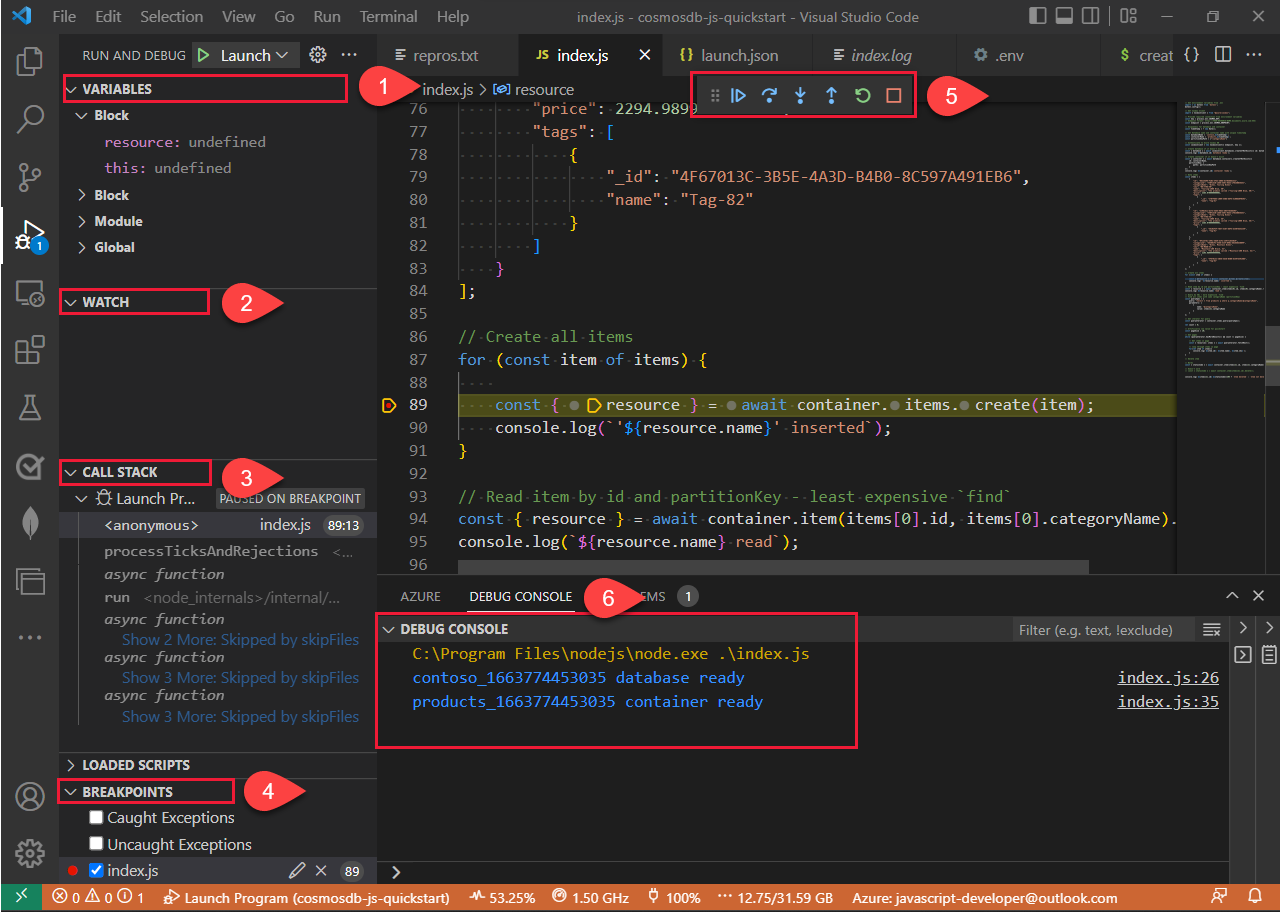 File Edit Selection View Go Run Terminal Help index.js - cosmosdb-js-quickstart - Visual Studio Code
RUN AND DEBUG Launch
VARIABLES
Block
resource: undefined
this: undefined
Block
Module
Global
WATCH
2
CALL STACK
3
Launch Pr... PAUSED ON BREAKPOINT
<anonymous> index.js 89:13
processTicksAndRejections <...
async function
run <node_internals>/internal/...
async function
Show 2 More: Skipped by skipFiles
async function
Show 3 More: Skipped by skipFiles
async function
Show 3 More: Skipped by skipFiles
LOADED SCRIPTS
BREAKPOINTS
4
Caught Exceptions
Uncaught Exceptions
index.js 89
1
repros.txt JS index.js {} launch.json index.log .env $ creat {}
1
index.js > resource
5
76 "price": 2294.9899
77 "tags": [
78 {
79 "_id": "4F67013C-3B5E-4A3D-B4B0-8C597A491EB6",
80 "name": "Tag-82"
81 }
82 ]
83 }
84 ];
85
86 // Create all items
87 for (const item of items) {
88
89 const { resource } = await container. items. create(item);
90 console.log(`'${resource.name}' inserted`);
91 }
92
93 // Read item by id and partitionKey - least expensive `find`
94 const { resource } = await container.item(items[0].id, items[0].categoryName).
95 console.log(`${resource.name} read`);
96
AZURE DEBUG CONSOLE 6 EMS 1
DEBUG CONSOLE Filter (e.g. text, !exclude)
C:\Program Files\nodejs\node.exe .\index.js
contoso_1663774453035 database ready index.js:26
products_1663774453035 container ready index.js:35
0 0 1 Launch Program (cosmosdb-js-quickstart) 53.25% 1.50 GHz 100% 12.75/31.59 GB Azure: javascript-developer@outlook.com